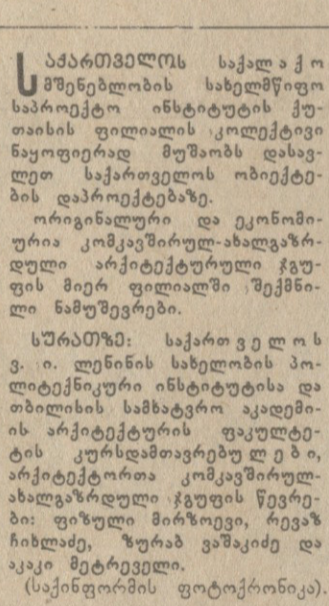 საქართველოს საქალაქო
მშენებლობის სახელმწიფო
საპროექტო ინსტიტუტის ქუ-
თაისის ფილიალის კოლექტივი
ნაყოფიერად მუშაობს დასავ-
ლეთ საქართველოს ობიექტე-
ბის დაპროექტებაზე.
ორიგინალური და ეკონომი-
ურია კომკავშირულ-ახალგაზრ-
დული არქიტექტურული ჯგუ-
ფის მიერ ფილიალში შექმნი-
ლი ნამუშევრები.
სურათზე: საქართველოს
ვ. ი. ლენინის სახელობის პო-
ლიტექნიკური ინსტიტუტისა და
თბილისის სამხატვრო აკადემი-
ის არქიტექტურის ფაკულტე-
ტის კურსდამთავრებულები,
არქიტექტორთა კომკავშირულ-
ახალგაზრდული ჯგუფის წევრე-
ბი: ფიზული მირზოევი, რევაზ
ჩიხლაძე, ზურაბ ვაშაკიძე და
აკაკი მეტრეველი.
(საქინფორმის ფოტოქრონიკა).